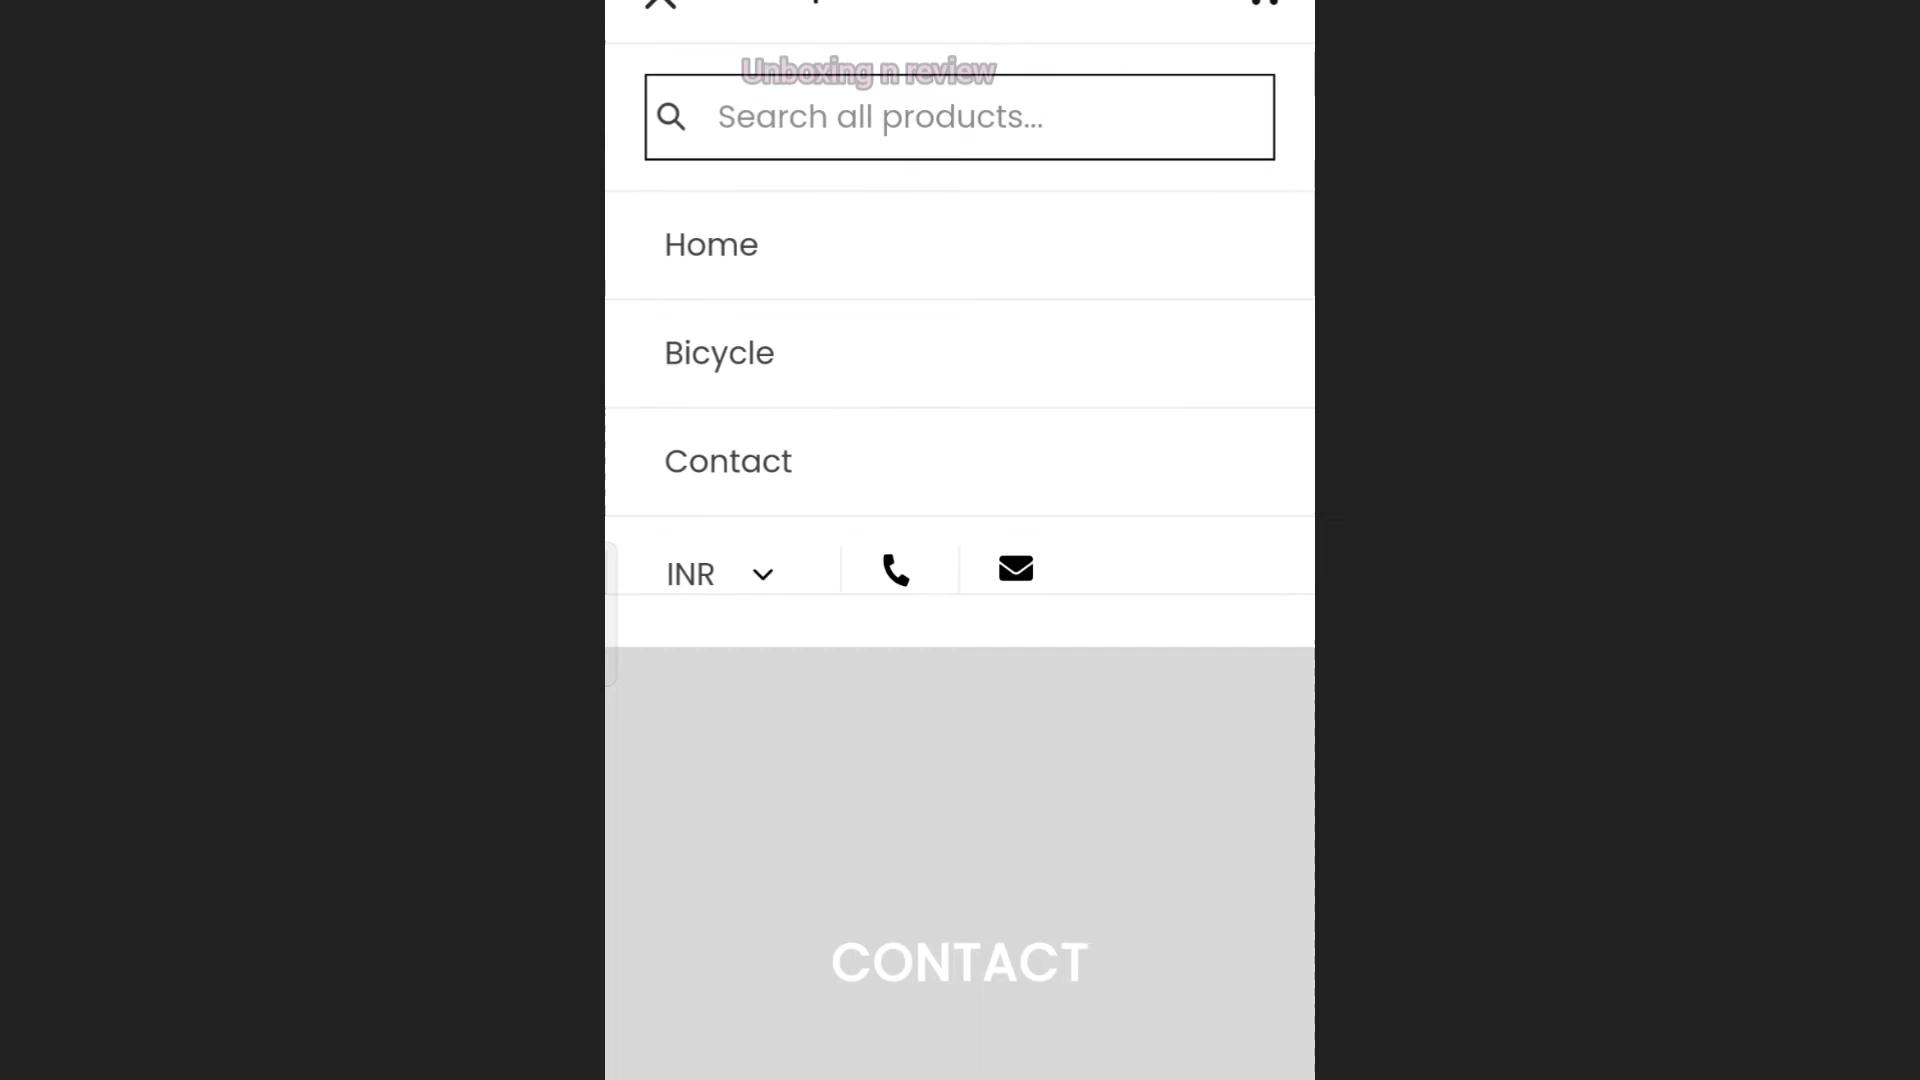 Unboxing n review
Search all products...
Home
Bicycle
Contact
INR
CONTACT